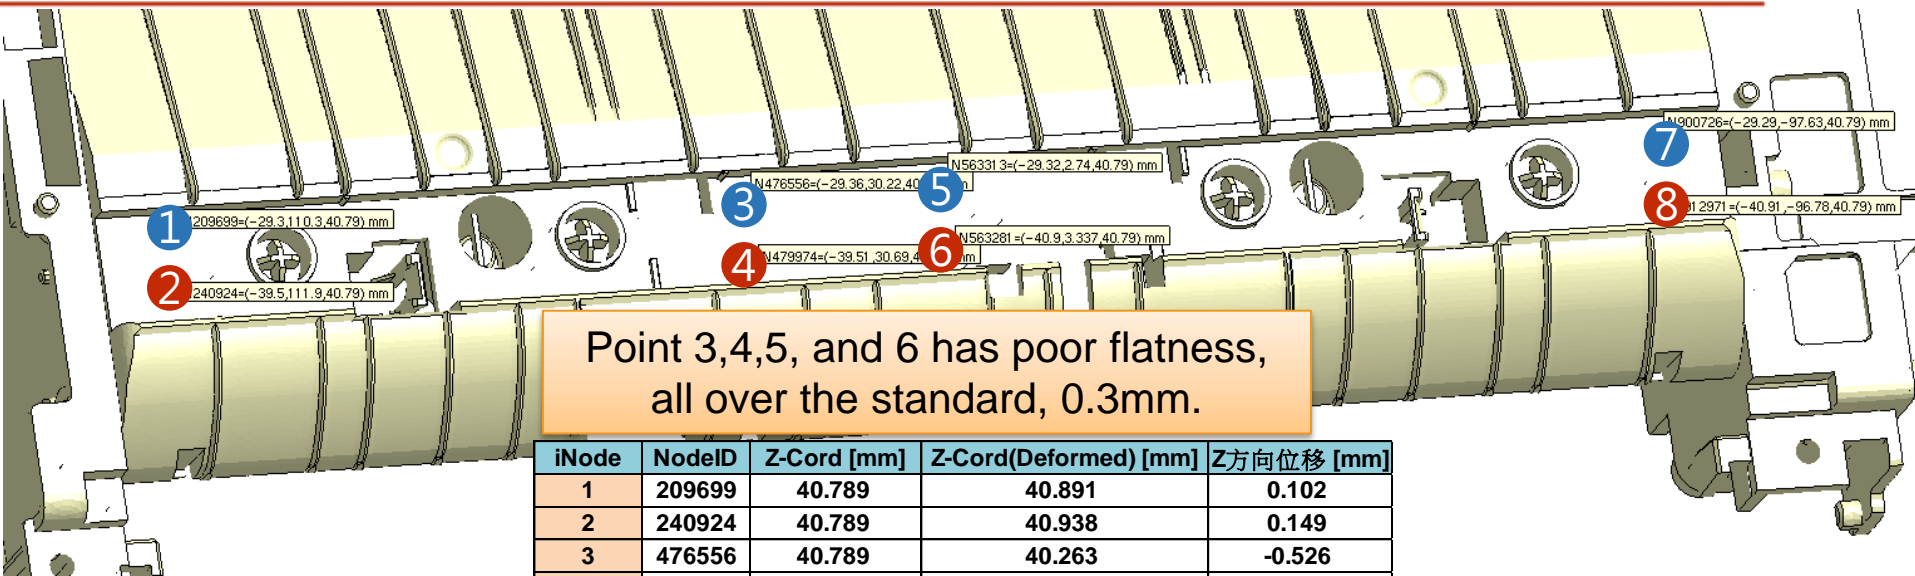 N900726=(-29.29,-97.63,40.79) mm
7
N563313=(-29.32,2.74,40.79) mm
N476556=(-29.36,30.22,40 mm
5
3
8
12971=(-40.91,-96.78,40.79) mm
209699=(-29.3,110.3,40.79) mm
1
N563281=(-40.9,3.337,40.79) mm
6
N479974=(-39.51,30.69,4 mm
4
2
240924=(-39.5,111.9,40.79) mm
Point 3,4,5, and 6 has poor flatness,
all over the standard, 0.3mm.
iNode NodeID Z-Cord [mm] Z-Cord(Deformed) [mm] Z方向位移 [mm]
1 209699 40.789 40.891 0.102
2 240924 40.789 40.938 0.149
3 476556 40.789 40.263 -0.526